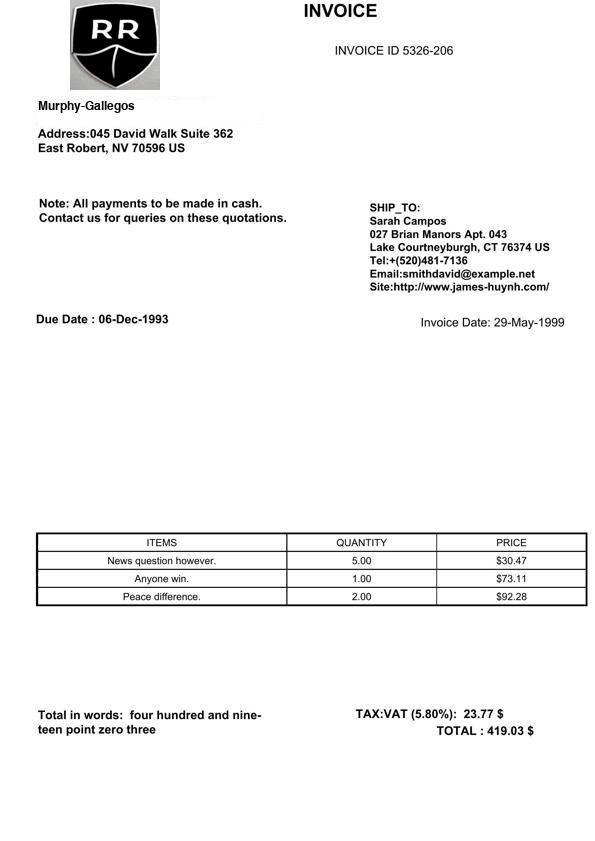 RR
INVOICE
INVOICE ID 5326-206
Murphy-Gallegos
Address:045 David Walk Suite 362
East Robert, NV 70596 US
Note: All payments to be made in cash.
Contact us for queries on these quotations.
SHIP_TO:
Sarah Campos
027 Brian Manors Apt. 043
Lake Courtneyburgh, CT 76374 US
Tel:+(520)481-7136
Email:smithdavid@example.net
Site:http://www.james-huynh.com/
Due Date : 06-Dec-1993
Invoice Date: 29-May-1999
ITEMS QUANTITY PRICE
News question however. 5.00 $30.47
Anyone win. 1.00 $73.11
Peace difference. 2.00 $92.28
Total in words: four hundred and nine-
teen point zero three
TAX:VAT (5.80%): 23.77 $
TOTAL : 419.03 $